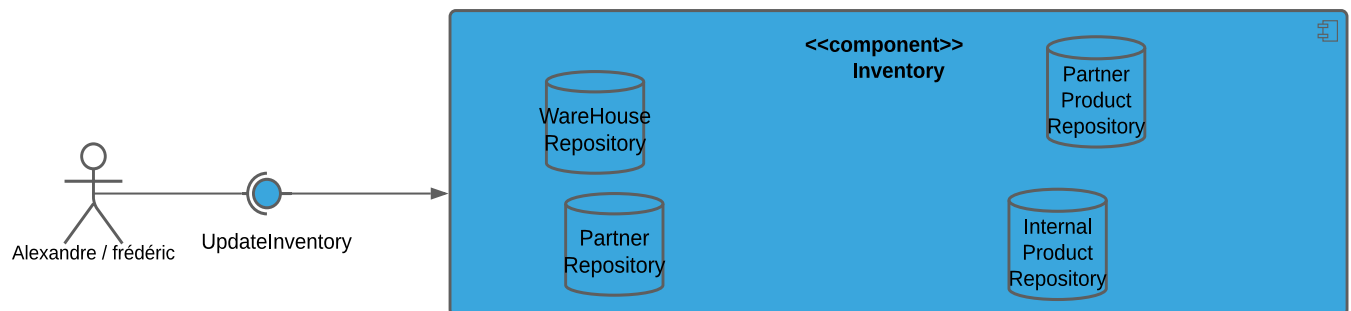 <<component>>
Inventory
Partner
Product
Repository
WareHouse
Repository
Alexandre / frédéric
UpdateInventory
Partner
Repository
Internal
Product
Repository